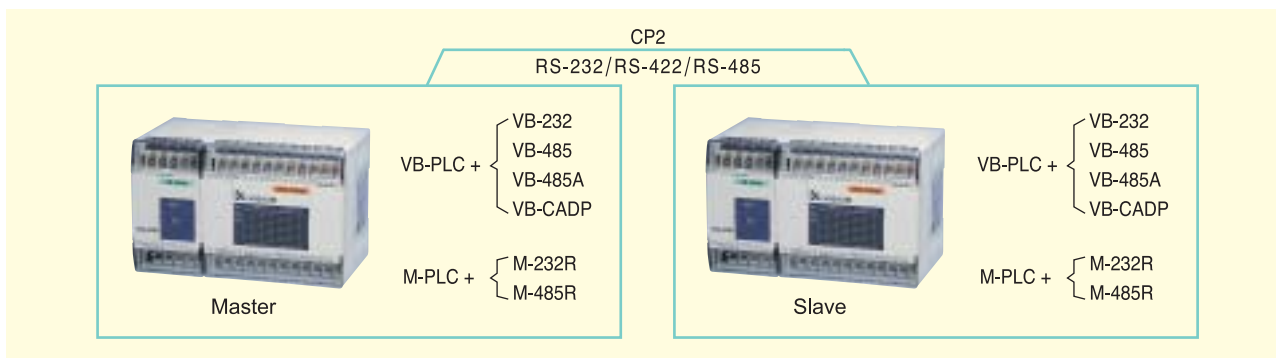 CP2
RS-232/RS-422/RS-485
VB-PLC +
VB-232
VB-485
VB-485A
VB-CADP
M-PLC +
M-232R
M-485R
Master
VB-PLC +
VB-232
VB-485
VB-485A
VB-CADP
M-PLC +
M-232R
M-485R
Slave